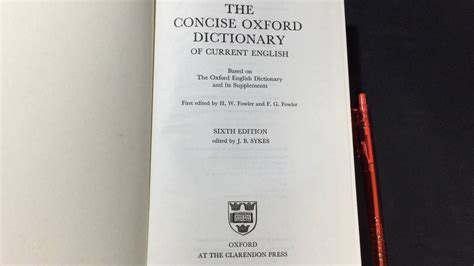 THE
CONCISE OXFORD
DICTIONARY
OF CURRENT ENGLISH
Based on
The Oxford English Dictionary
and its Supplements
First edited by H. W. Fowler and F. G. Fowler
SIXTH EDITION
edited by J. B. SYKES
OXFORD
AT THE CLARENDON PRESS